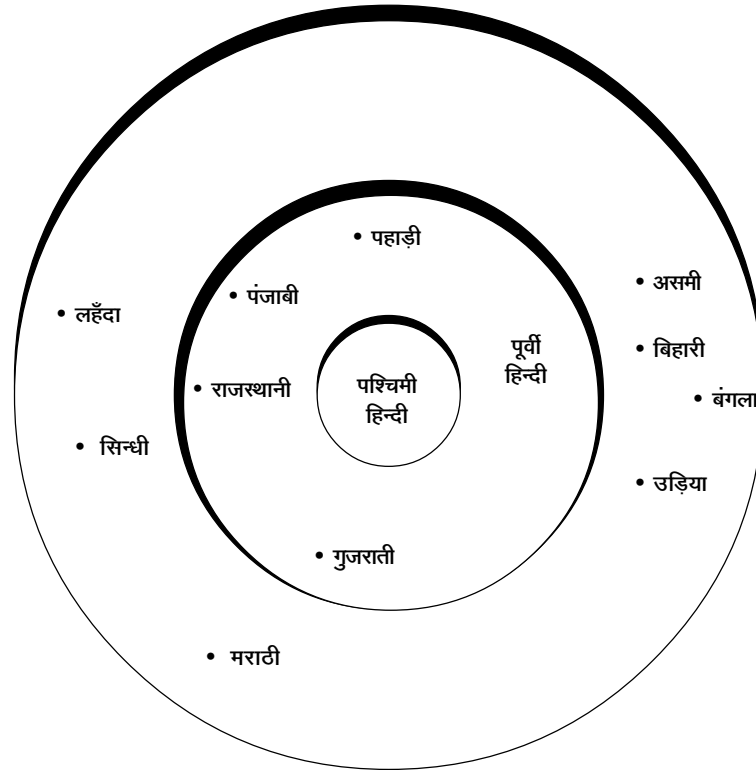 • पहाड़ी
• असमी
• पंजाबी
• लहँदा
पूर्वी
हिन्दी
• बिहारी
• राजस्थानी
पश्चिमी
हिन्दी
• बंगला
• सिन्धी
• उड़िया
• गुजराती
• मराठी